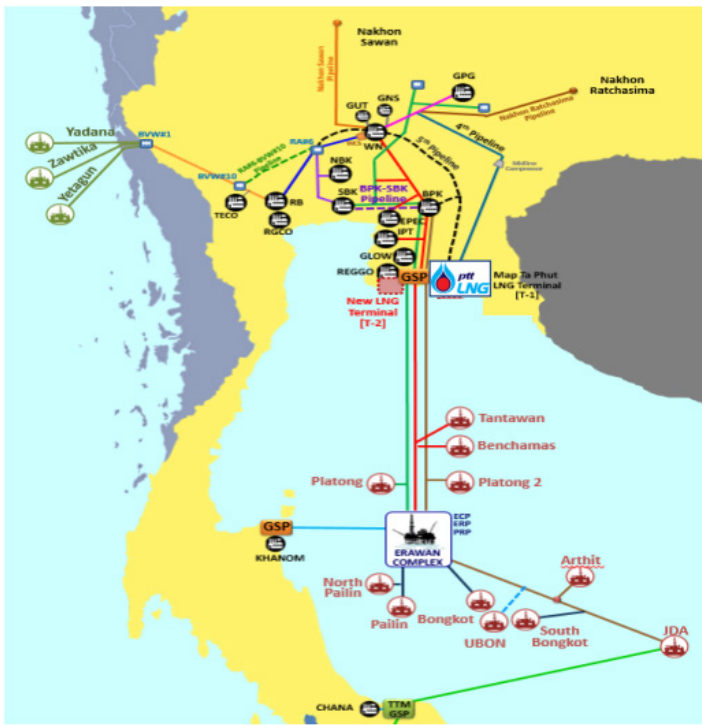 Nakhon
Sawan
Nakhon Sawan
Pipeline
GPG
Nakhon
Ratchasima
GNS
GUT
Nakhon Ratchasima
Pipeline
Yadana
Zawtika
Yetagun
BVW#1
RA#6-BVW#10
Pipeline
RA#6
WN
5th Pipeline
4th Pipeline
Midline
Compressor
NBK
BVW#10
BPK-SBK
Pipeline
SBK
BPK
TECO
RB
RGCO
EPEC
IPT
GLOW
REGGO
GSP
ptt
LNG
Map Ta Phut
LNG Terminal
[T-1]
New LNG
Terminal
[T-2]
Tantawan
Benchamas
Platong
Platong 2
ECP
ERP
PRP
ERAWAN
COMPLEX
GSP
KHANOM
North
Pailin
Pailin
Bongkot
Arthit
UBON
South
Bongkot
JDA
CHANA
TTM
GSP